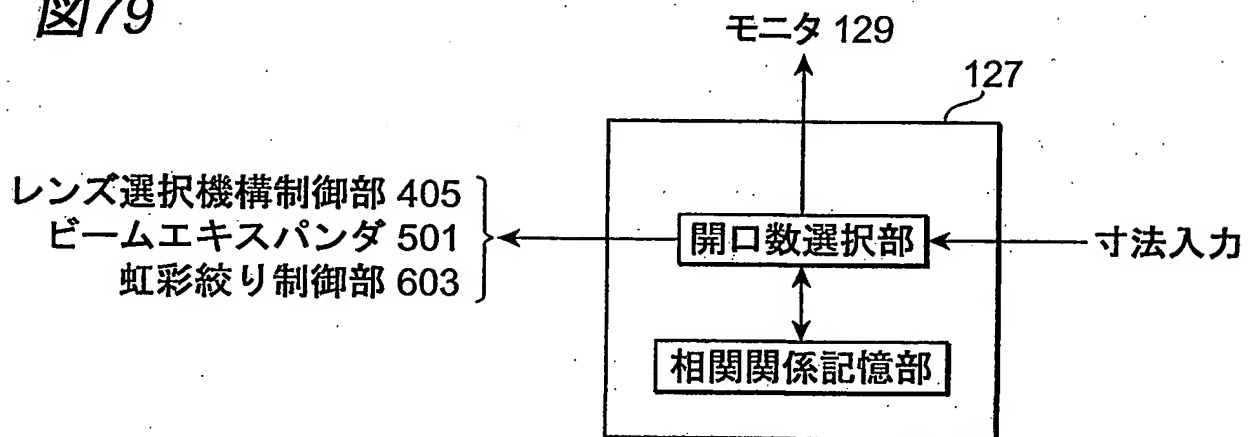 図79
モニタ 129
127
レンズ選択機構制御部 405
ビームエキスパンダ 501
虹彩絞り制御部 603
開口数選択部
寸法入力
相関関係記憶部